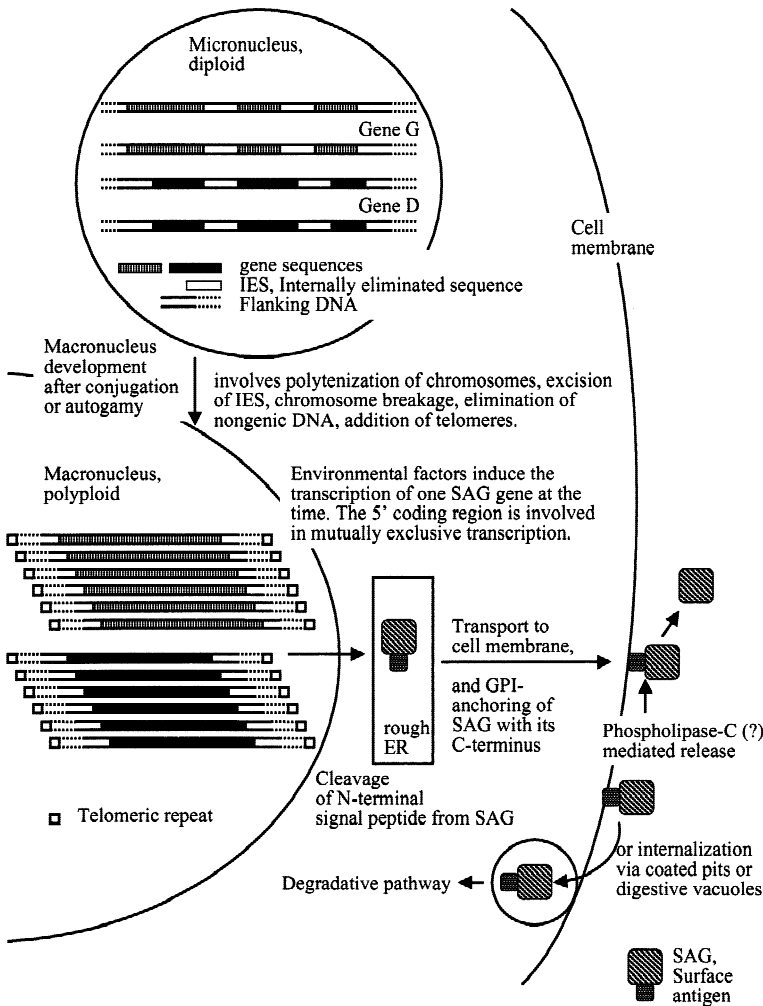 Micronucleus,
diploid
Gene G
Gene D
gene sequences
IES, Internally eliminated sequence
Flanking DNA
Cell
membrane
Macronucleus
development
after conjugation
or autogamy
involves polytenization of chromosomes, excision
of IES, chromosome breakage, elimination of
nongenic DNA, addition of telomeres.
Macronucleus,
polyploid
Environmental factors induce the
transcription of one SAG gene at the
time. The 5' coding region is involved
in mutually exclusive transcription.
Transport to
cell membrane,
and GPI-
anchoring of
SAG with its
C-terminus
rough
ER
Phospholipase-C (?)
mediated release
Cleavage
of N-terminal
signal peptide from SAG
Telomeric repeat
or internalization
via coated pits or
digestive vacuoles
Degradative pathway
SAG,
Surface
antigen